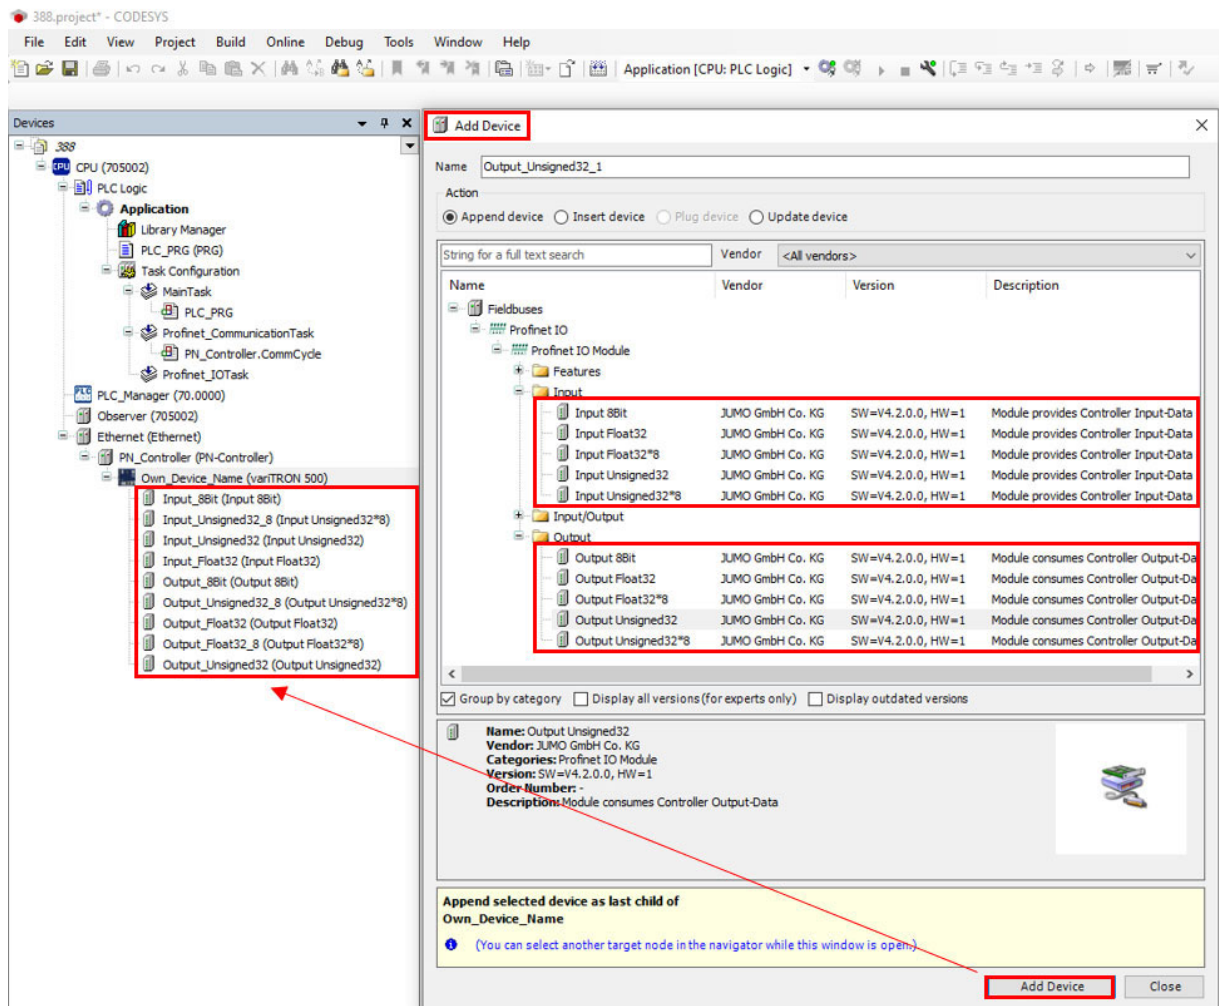 388.project* - CODESYS
File Edit View Project Build Online Debug Tools Window Help
Application [CPU: PLC Logic]
Devices
388
CPU (705002)
PLC Logic
Application
Library Manager
PLC_PRG (PRG)
Task Configuration
MainTask
PLC_PRG
Profinet_CommunicationTask
PN_Controller.CommCycle
Profinet_IOTask
PLC_Manager (70.0000)
Observer (705002)
Ethernet (Ethernet)
PN_Controller (PN-Controller)
Own_Device_Name (variTRON 500)
Input_8Bit (Input 8Bit)
Input_Unsigned32_8 (Input Unsigned32*8)
Input_Unsigned32 (Input Unsigned32)
Input_Float32 (Input Float32)
Output_8Bit (Output 8Bit)
Output_Unsigned32_8 (Output Unsigned32*8)
Output_Float32 (Output Float32)
Output_Float32_8 (Output Float32*8)
Output_Unsigned32 (Output Unsigned32)
Add Device
Name Output_Unsigned32_1
Action
Append device Insert device Plug device Update device
String for a full text search Vendor <All vendors>
Name Vendor Version Description
Fieldbuses
Profinet IO
Profinet IO Module
Features
Input
Input 8Bit JUMO GmbH Co. KG SW=V4.2.0.0, HW=1 Module provides Controller Input-Data
Input Float32 JUMO GmbH Co. KG SW=V4.2.0.0, HW=1 Module provides Controller Input-Data
Input Float32*8 JUMO GmbH Co. KG SW=V4.2.0.0, HW=1 Module provides Controller Input-Data
Input Unsigned32 JUMO GmbH Co. KG SW=V4.2.0.0, HW=1 Module provides Controller Input-Data
Input Unsigned32*8 JUMO GmbH Co. KG SW=V4.2.0.0, HW=1 Module provides Controller Input-Data
Input/Output
Output
Output 8Bit JUMO GmbH Co. KG SW=V4.2.0.0, HW=1 Module consumes Controller Output-Da
Output Float32 JUMO GmbH Co. KG SW=V4.2.0.0, HW=1 Module consumes Controller Output-Da
Output Float32*8 JUMO GmbH Co. KG SW=V4.2.0.0, HW=1 Module consumes Controller Output-Da
Output Unsigned32 JUMO GmbH Co. KG SW=V4.2.0.0, HW=1 Module consumes Controller Output-Da
Output Unsigned32*8 JUMO GmbH Co. KG SW=V4.2.0.0, HW=1 Module consumes Controller Output-Da
Group by category Display all versions (for experts only) Display outdated versions
Name: Output Unsigned32
Vendor: JUMO GmbH Co. KG
Categories: Profinet IO Module
Version: SW=V4.2.0.0, HW=1
Order Number: -
Description: Module consumes Controller Output-Data
Append selected device as last child of
Own_Device_Name
(You can select another target node in the navigator while this window is open.)
Add Device Close